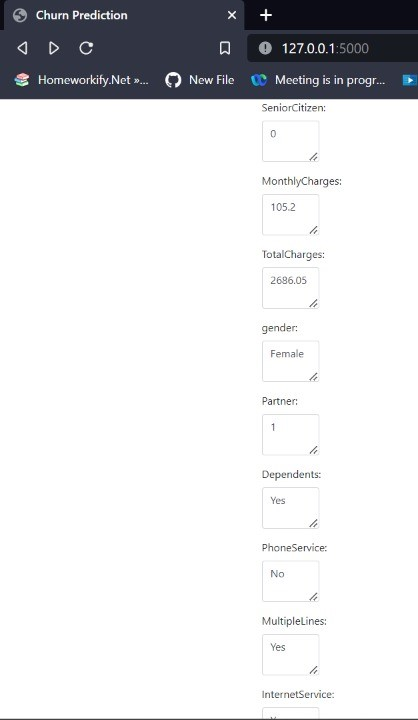 Churn Prediction
127.0.0.1:5000
Homeworkify.Net »...
New File
Meeting is in progr...
SeniorCitizen:
0
MonthlyCharges:
105.2
TotalCharges:
2686.05
gender:
Female
Partner:
1
Dependents:
Yes
PhoneService:
No
MultipleLines:
Yes
InternetService: